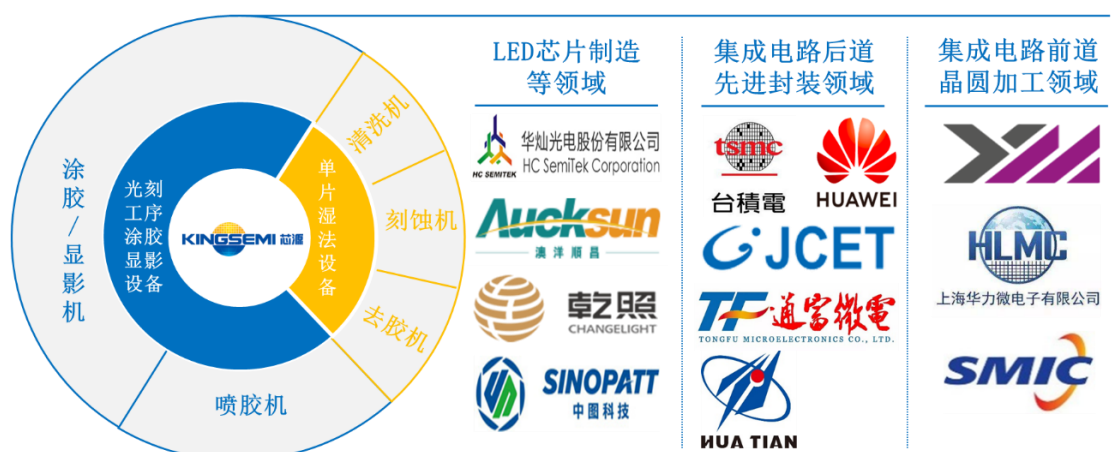 涂胶/显影机
光刻工序涂胶显影设备
KINGSEMI 芯源
单片湿法设备
清洗机
刻蚀机
去胶机
喷胶机
LED芯片制造
等领域
华灿光电股份有限公司
HC SEMITEK HC SemiTek Corporation
Aucksun
澳洋顺昌
乾照
CHANGELIGHT
SINOPATT
中图科技
集成电路后道
先进封装领域
tsmc
台積電
HUAWEI
JCET
TF 通富微電
TONGFU MICROELECTRONICS CO., LTD.
HUA TIAN
集成电路前道
晶圆加工领域
HLMC
上海华力微电子有限公司
SMIC